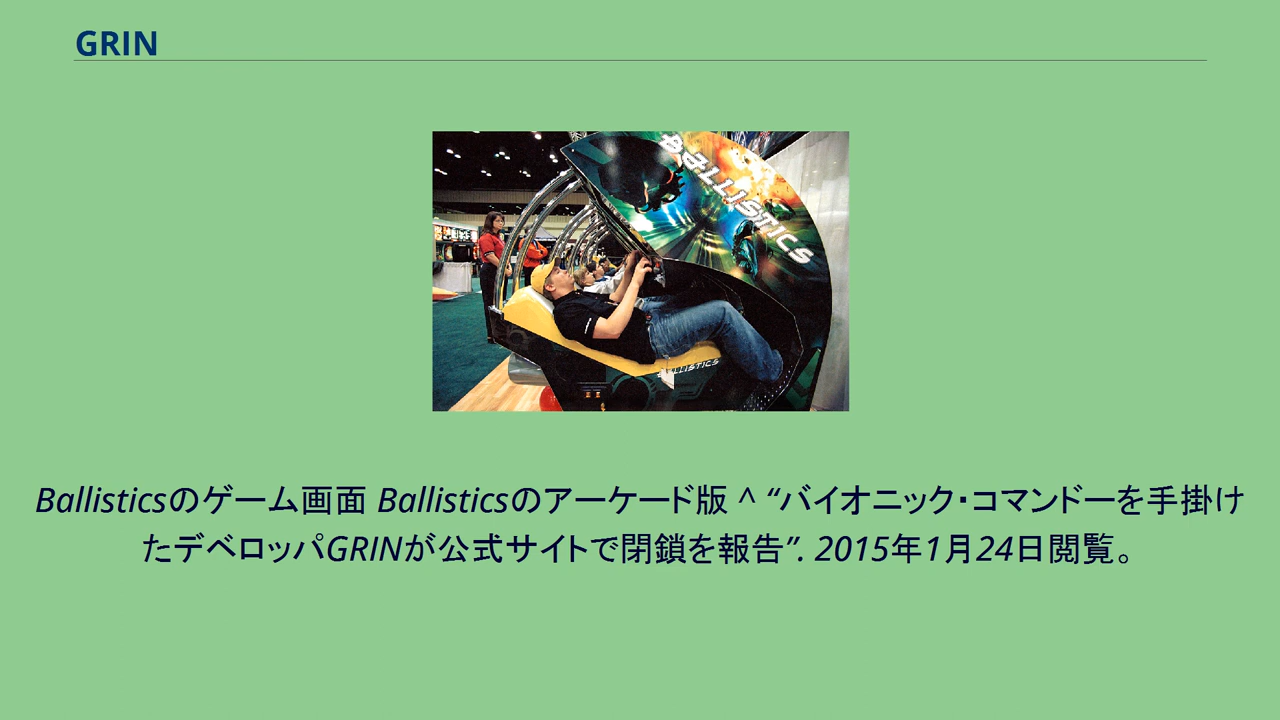 GRIN
BALLISTICS
BALLISTICS
Ballisticsのゲーム画面 Ballisticsのアーケード版 ^ “バイオニック・コマンドーを手掛け
たデベロッパGRINが公式サイトで閉鎖を報告”. 2015年1月24日閲覧。